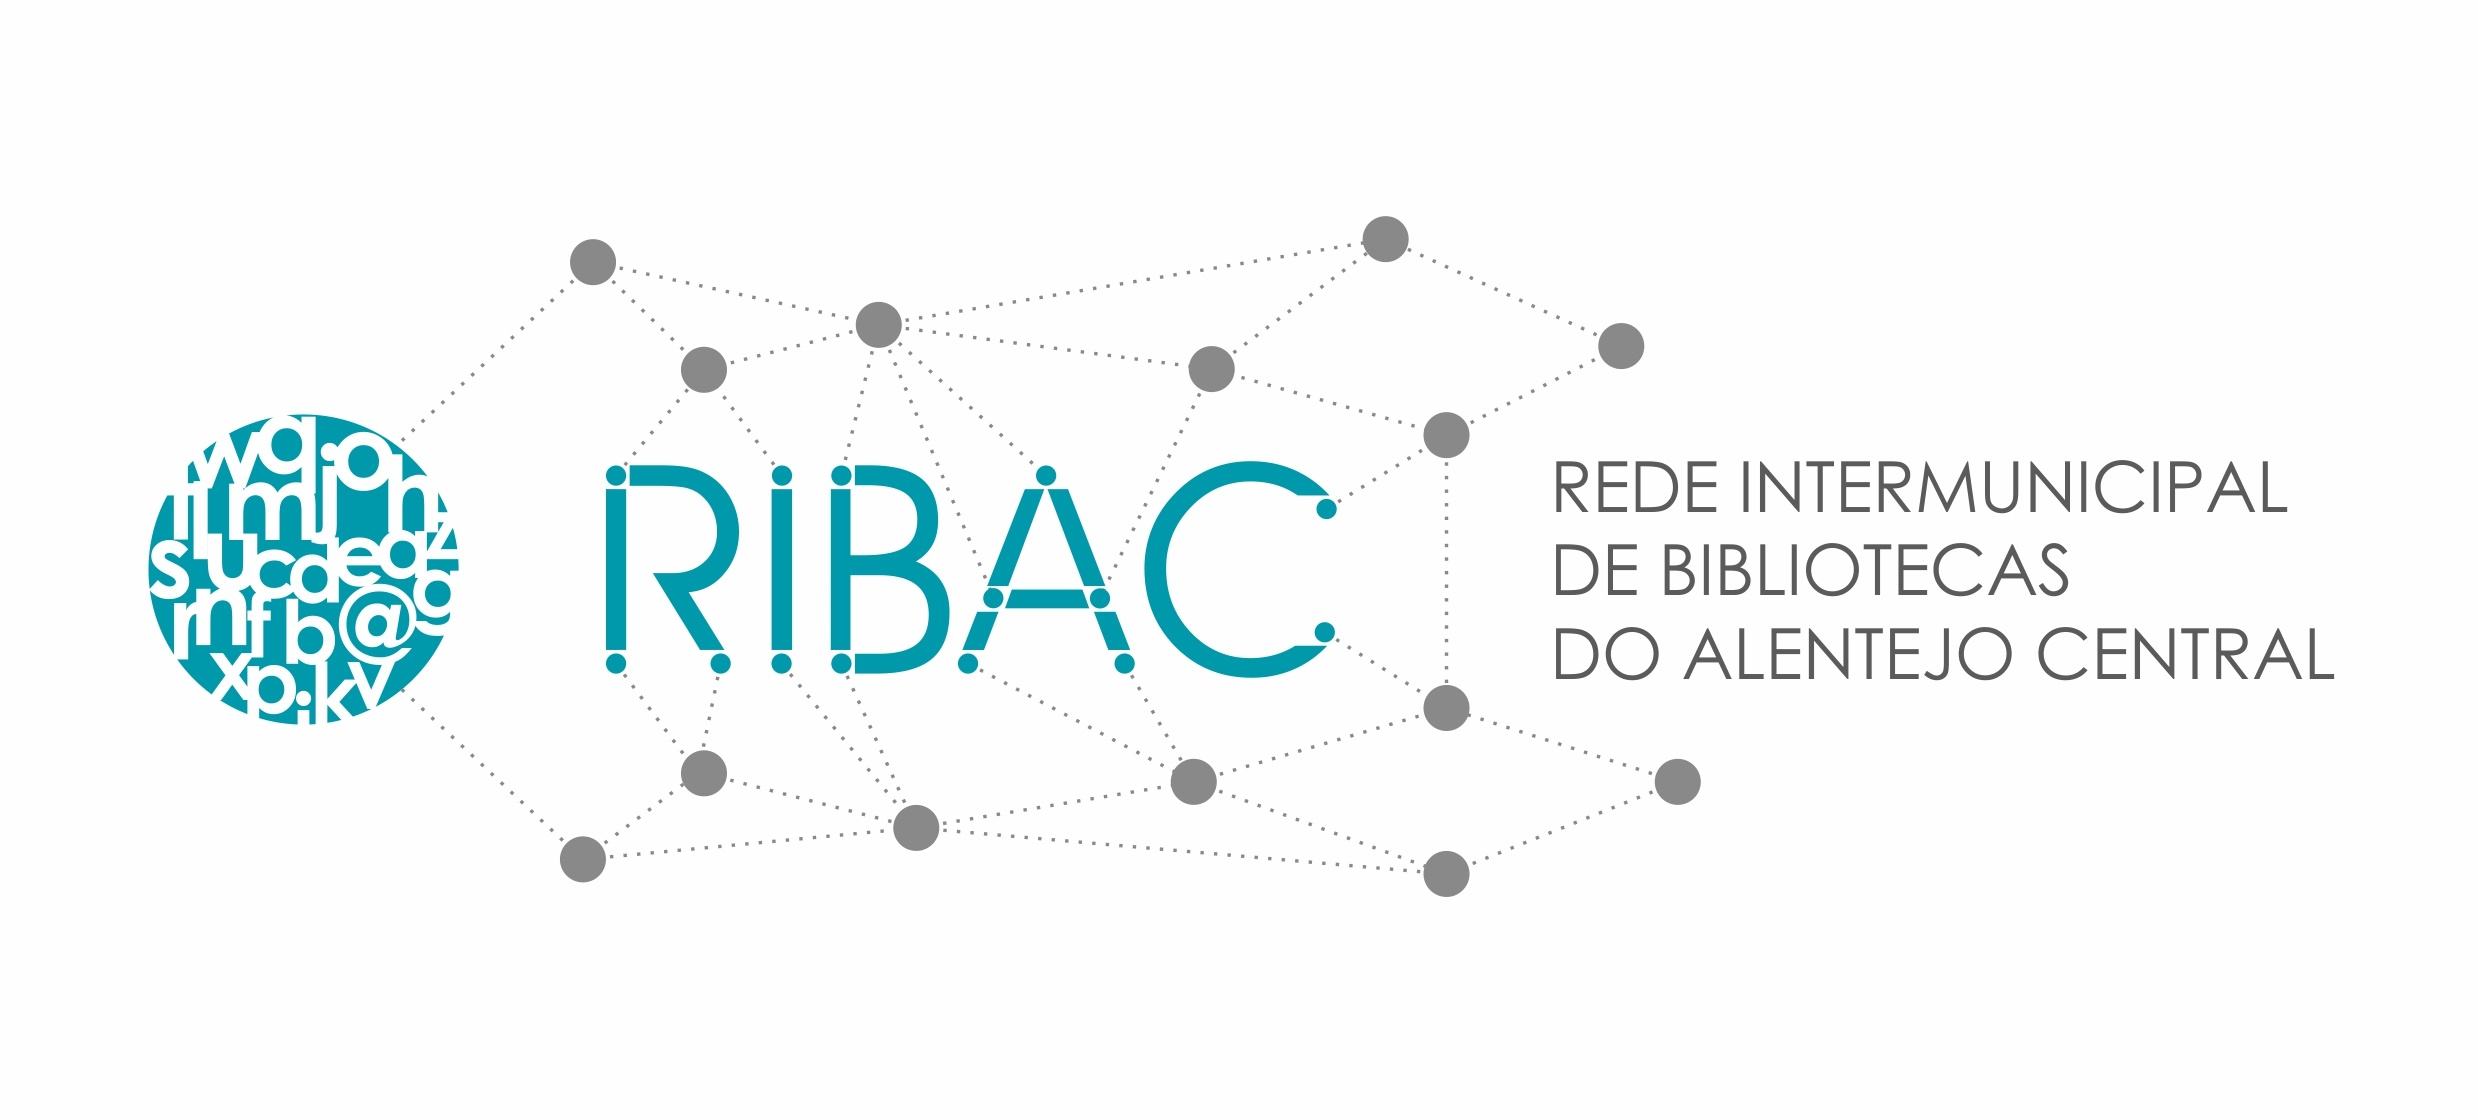 RIBAC
REDE INTERMUNICIPAL
DE BIBLIOTECAS
DO ALENTEJO CENTRAL